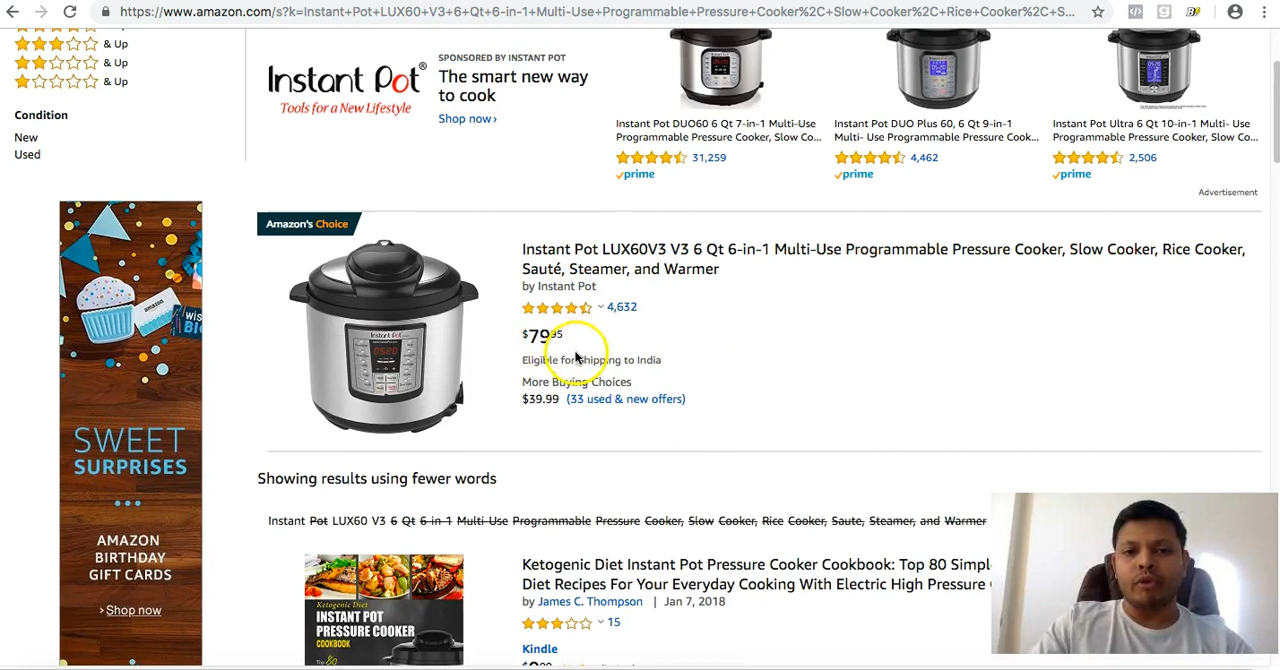 https://www.amazon.com/s?k=Instant+Pot+LUX60+V3+6+Qt+6-in-1+Multi-Use+Programmable+Pressure+Cooker%2C+Slow+Cooker%2C+Rice+Cooker%2C+S...
& Up
& Up
& Up
Condition
New
Used
Instant Pot®
Tools for a New Lifestyle
SPONSORED BY INSTANT POT
The smart new way
to cook
Shop now ›
Instant Pot DUO60 6 Qt 7-in-1 Multi-Use
Programmable Pressure Cooker, Slow Co...
31,259
prime
Instant Pot DUO Plus 60, 6 Qt 9-in-1
Multi- Use Programmable Pressure Cook...
4,462
prime
Instant Pot Ultra 6 Qt 10-in-1 Multi- Use
Programmable Pressure Cooker, Slow Co...
2,506
prime
Advertisement
Amazon's Choice
Instant Pot
Instant Pot LUX60V3 V3 6 Qt 6-in-1 Multi-Use Programmable Pressure Cooker, Slow Cooker, Rice Cooker,
Sauté, Steamer, and Warmer
by Instant Pot
4,632
$79.95
Eligible for shipping to India
More Buying Choices
$39.99 (33 used & new offers)
amazon
SWEET
SURPRISES
AMAZON
BIRTHDAY
GIFT CARDS
› Shop now
Showing results using fewer words
Instant Pot LUX60 V3 6 Qt 6-in-1 Multi-Use Programmable Pressure Cooker, Slow Cooker, Rice Cooker, Saute, Steamer, and Warmer
Ketogenic Diet
INSTANT POT
PRESSURE COOKER
COOKBOOK
Top 80
Ketogenic Diet Instant Pot Pressure Cooker Cookbook: Top 80 Simpl
Diet Recipes For Your Everyday Cooking With Electric High Pressure
by James C. Thompson | Jan 7, 2018
15
Kindle